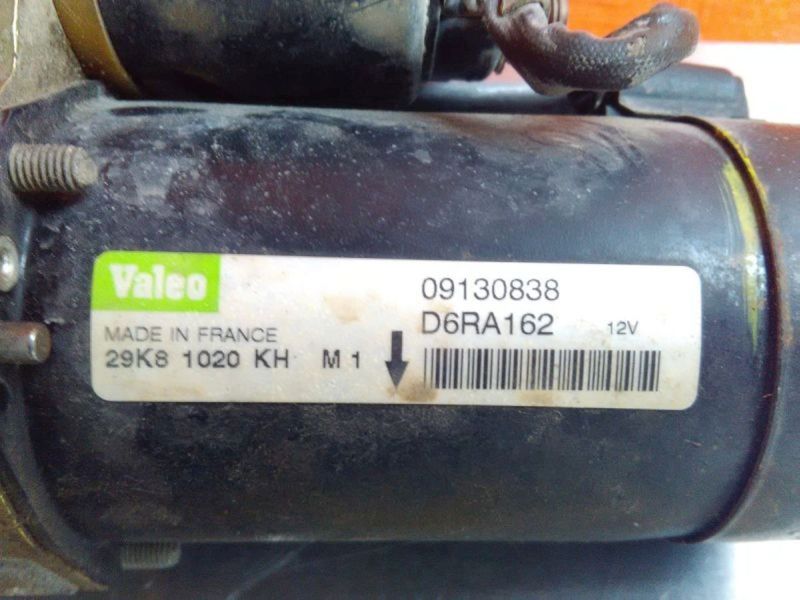 Valeo
09130838
MADE IN FRANCE
D6RA162 12V
29K8 1020 KH M 1